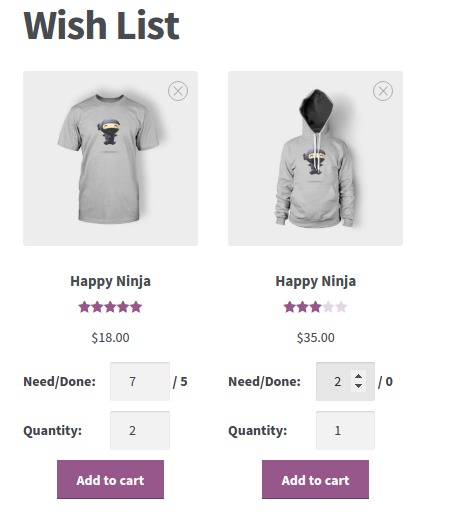 Wish List
Happy Ninja
$18.00
Need/Done: 7 / 5
Quantity: 2
Add to cart
Happy Ninja
$35.00
Need/Done: 2 / 0
Quantity: 1
Add to cart